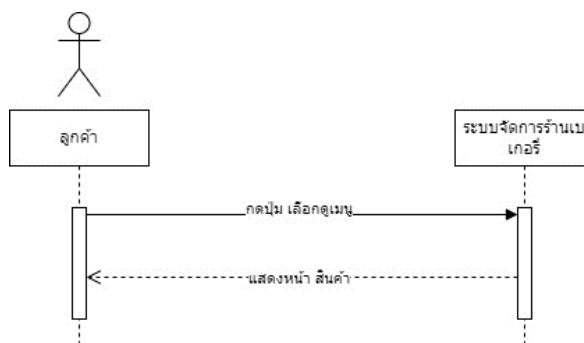 ลูกค้า
ระบบจัดการร้านเบ
เกอรี่
กดปุ่ม เลือกดูเมนู
แสดงหน้า สินค้า